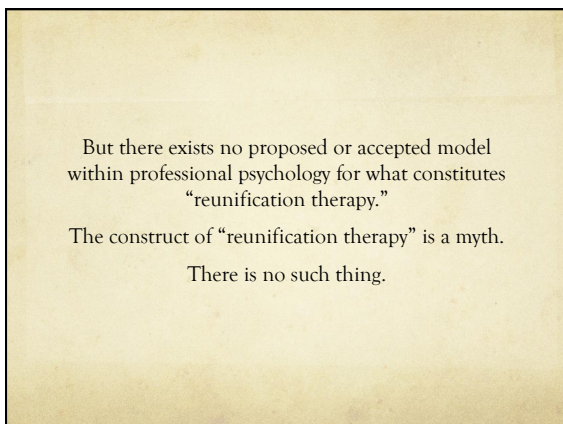 But there exists no proposed or accepted model
within professional psychology for what constitutes
“reunification therapy.”
The construct of “reunification therapy” is a myth.
There is no such thing.